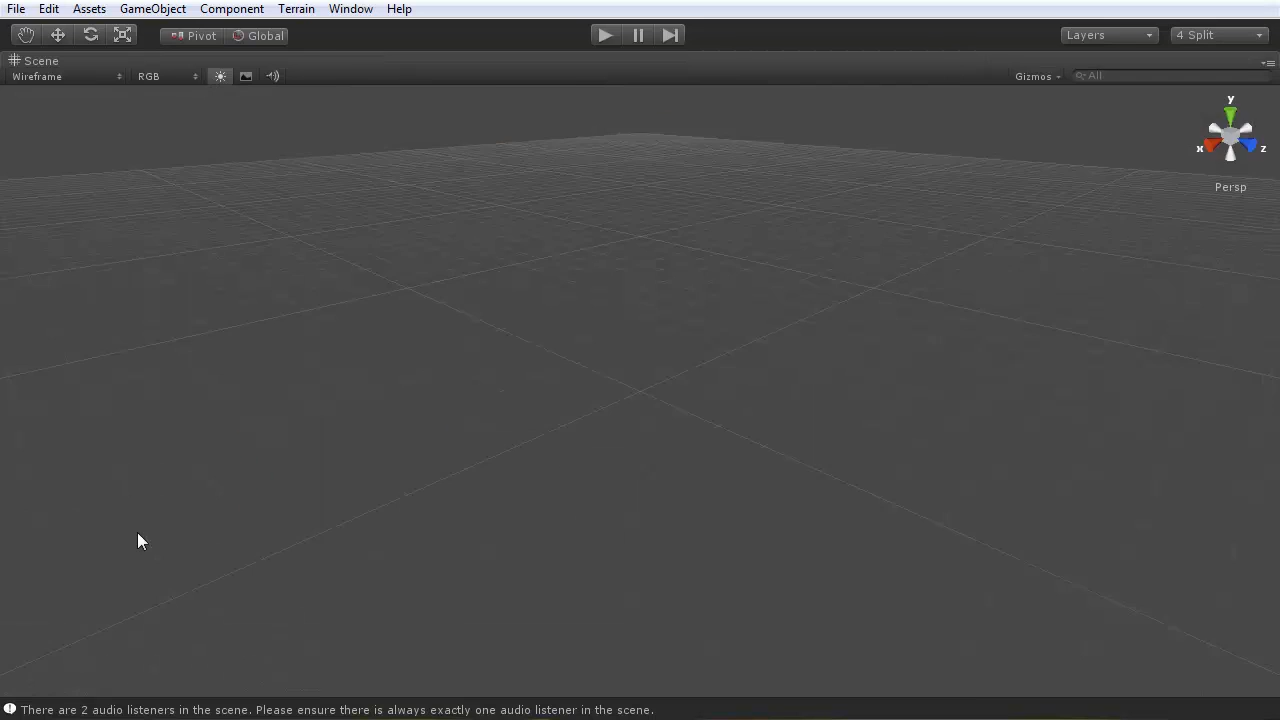 File Edit Assets GameObject Component Terrain Window Help
Pivot Global Layers 4 Split
Scene
Wireframe RGB Gizmos All
y
x z
Persp
There are 2 audio listeners in the scene. Please ensure there is always exactly one audio listener in the scene.